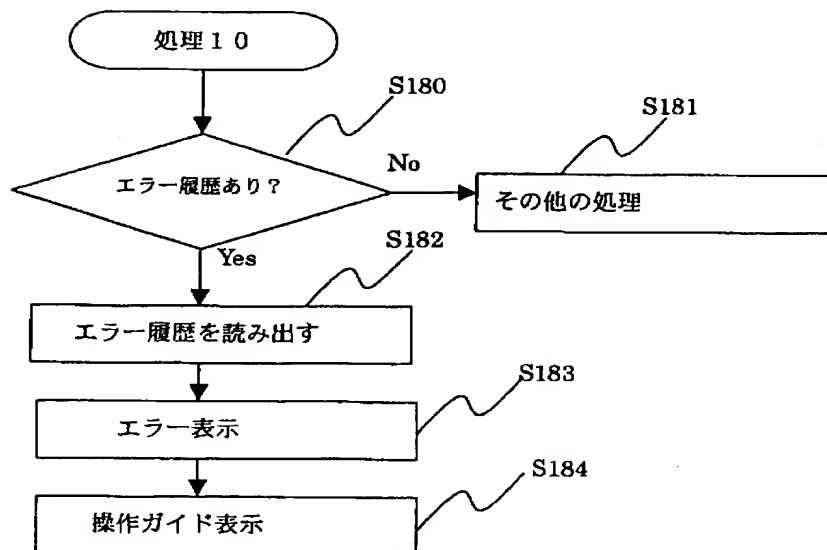 処理１０
S180
S181
エラー履歴あり？
No
その他の処理
Yes
S182
エラー履歴を読み出す
S183
エラー表示
S184
操作ガイド表示